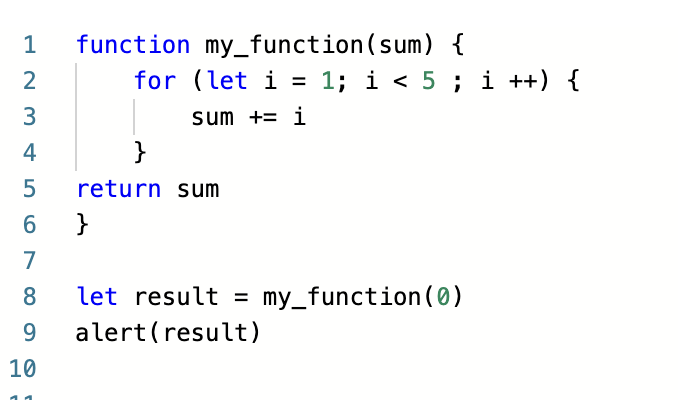 1 function my_function(sum) {
2 for (let i = 1; i < 5 ; i ++) {
3 sum += i
4 }
5 return sum
6 }
7
8 let result = my_function(0)
9 alert(result)
10